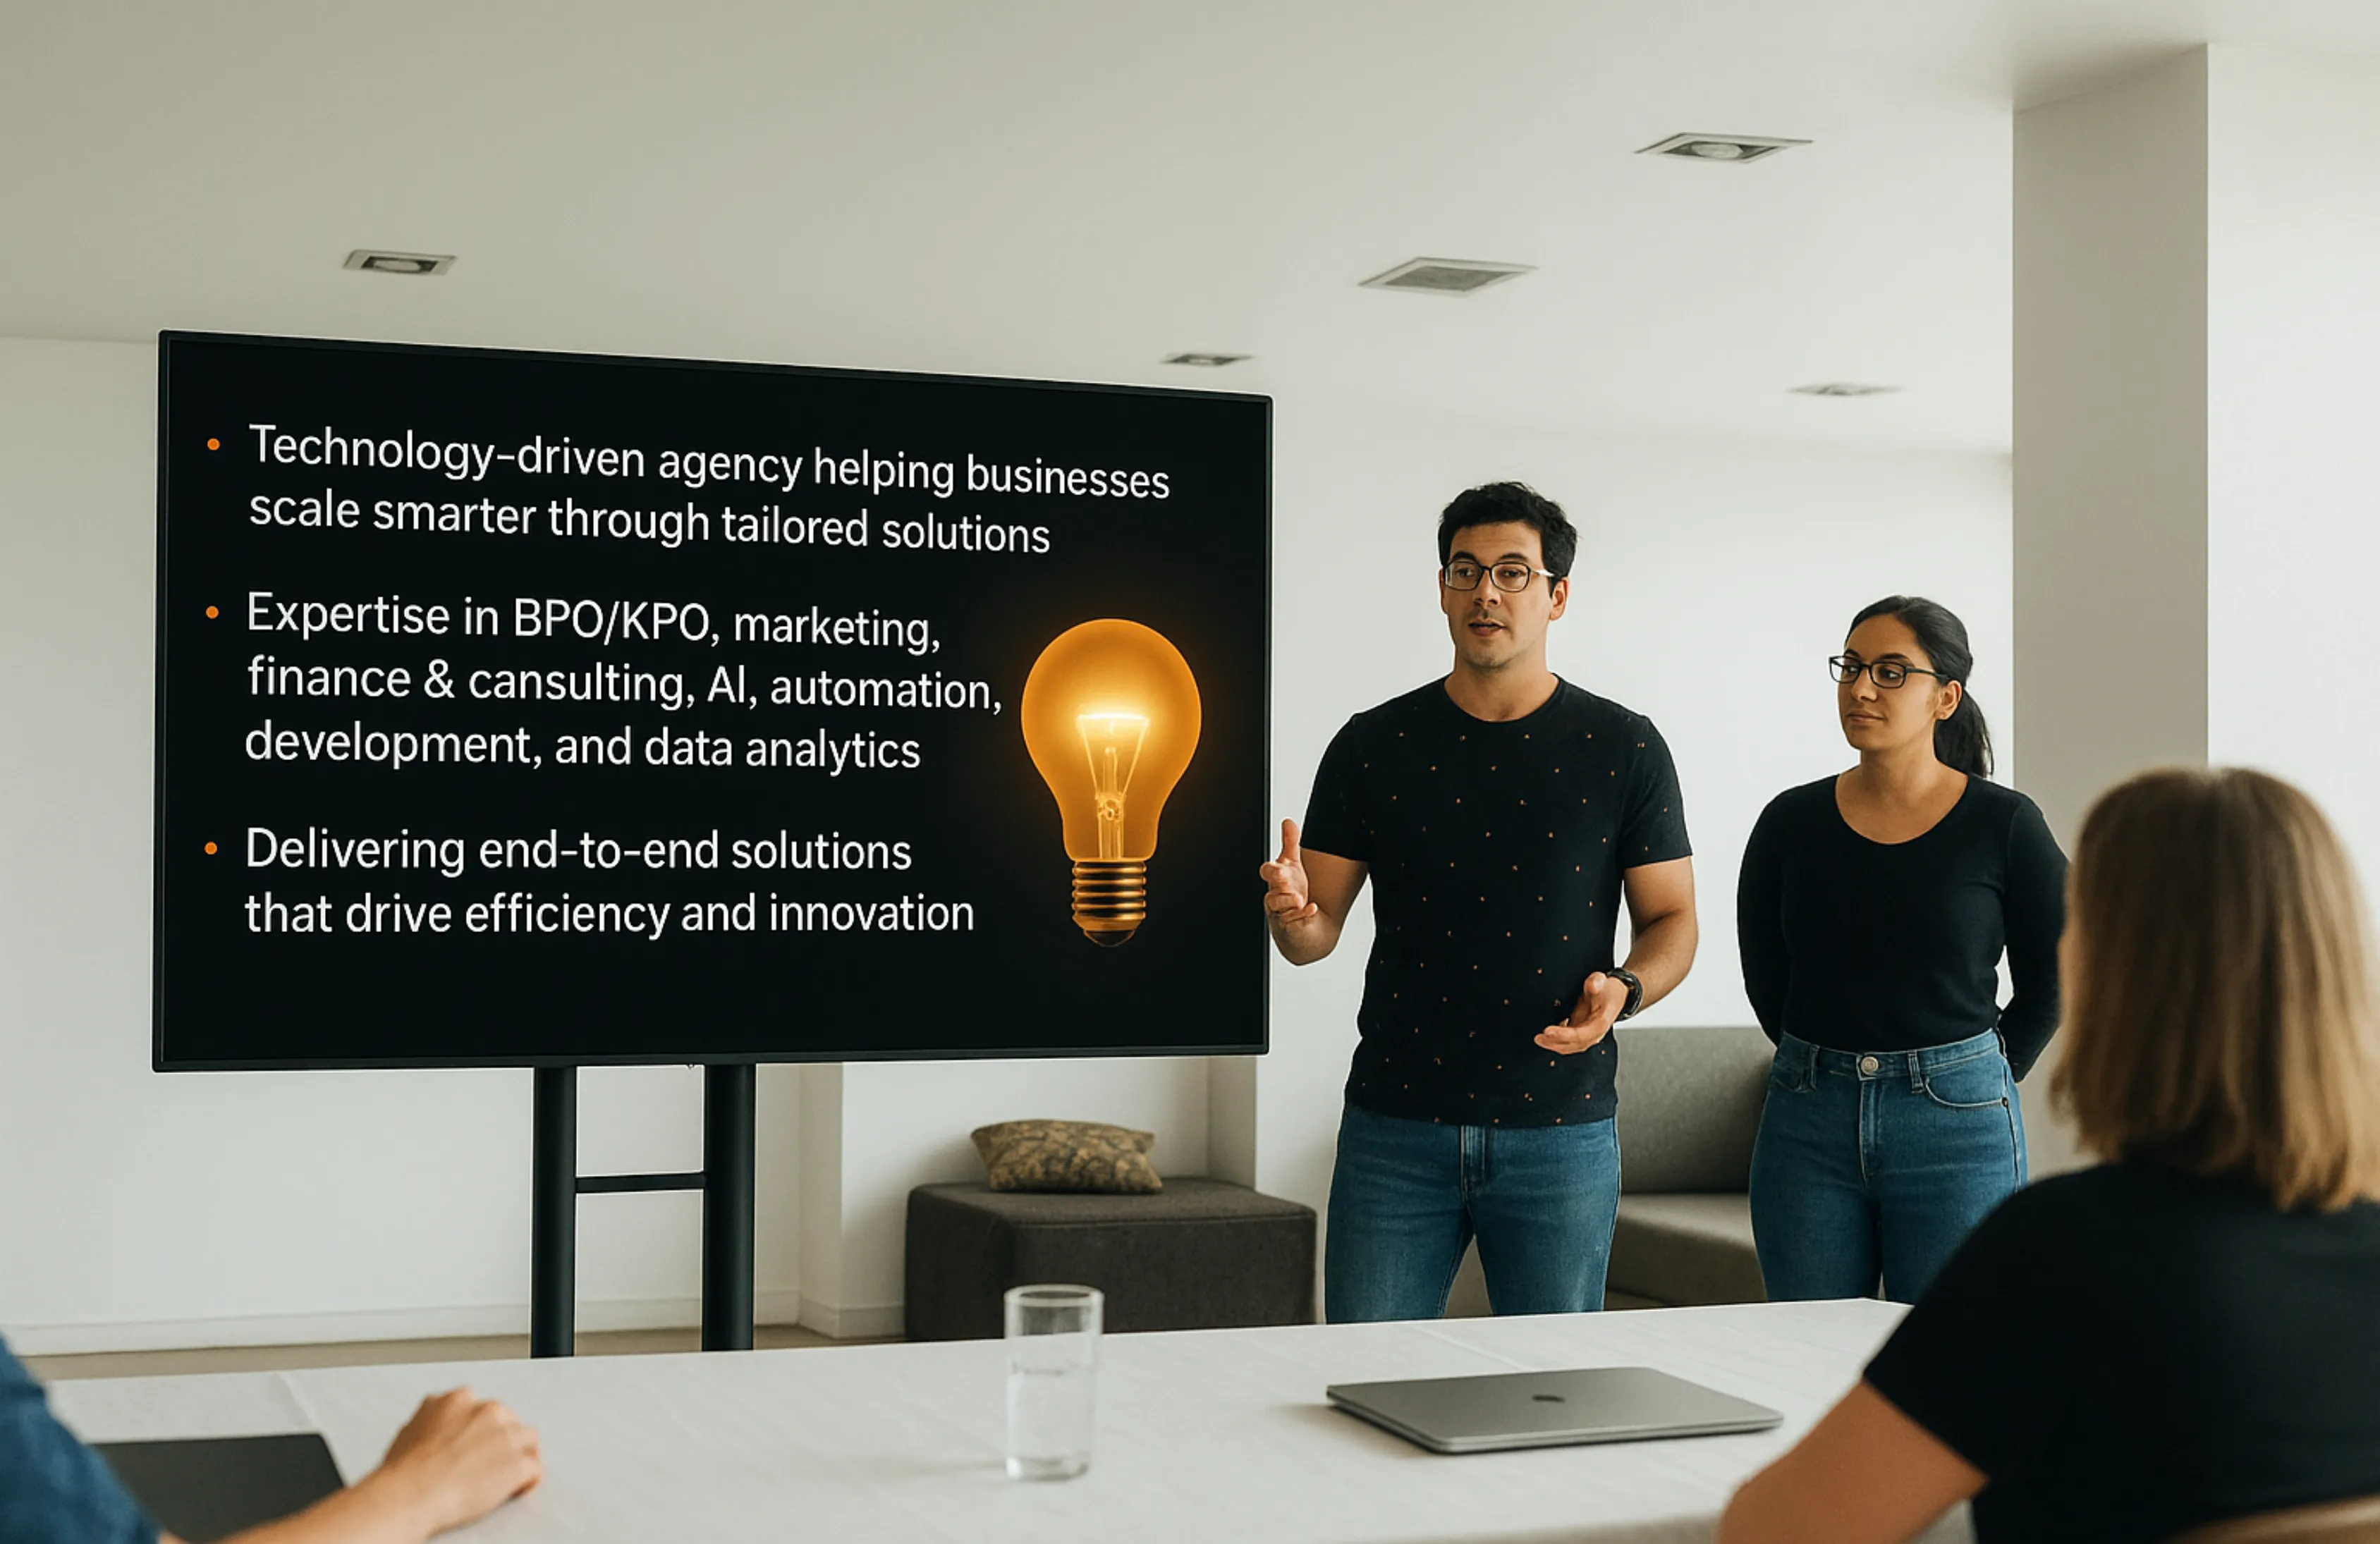 • Technology-driven agency helping businesses
scale smarter through tailored solutions
• Expertise in BPO/KPO, marketing,
finance & cansulting, AI, automation,
development, and data analytics
• Delivering end-to-end solutions
that drive efficiency and innovation